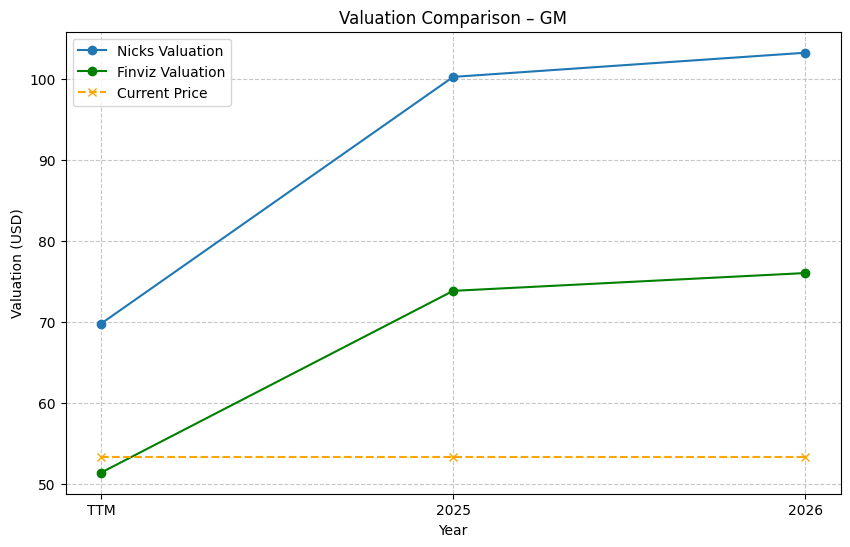 Valuation Comparison – GM
Nicks Valuation
Finviz Valuation
Current Price
Valuation (USD)
100
90
80
70
60
50
TTM
2025
2026
Year